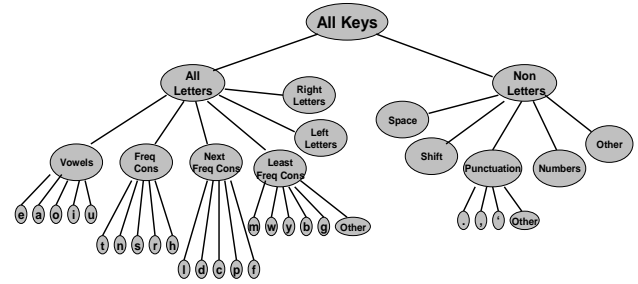 All Keys
All
Letters
Non
Letters
Right
Letters
Left
Letters
Space
Shift
Punctuation
Numbers
Other
Vowels
Freq
Cons
Next
Freq Cons
Least
Freq Cons
e a o i u
t n s r h
l d c p f
m w y b g Other
. , ‘ Other